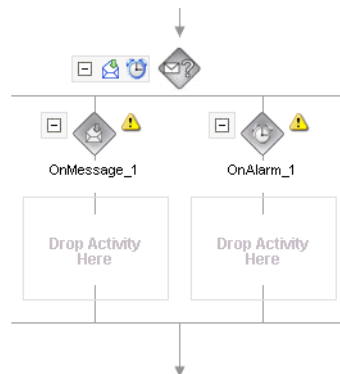 OnMessage_1
OnAlarm_1
Drop Activity
Here
Drop Activity
Here